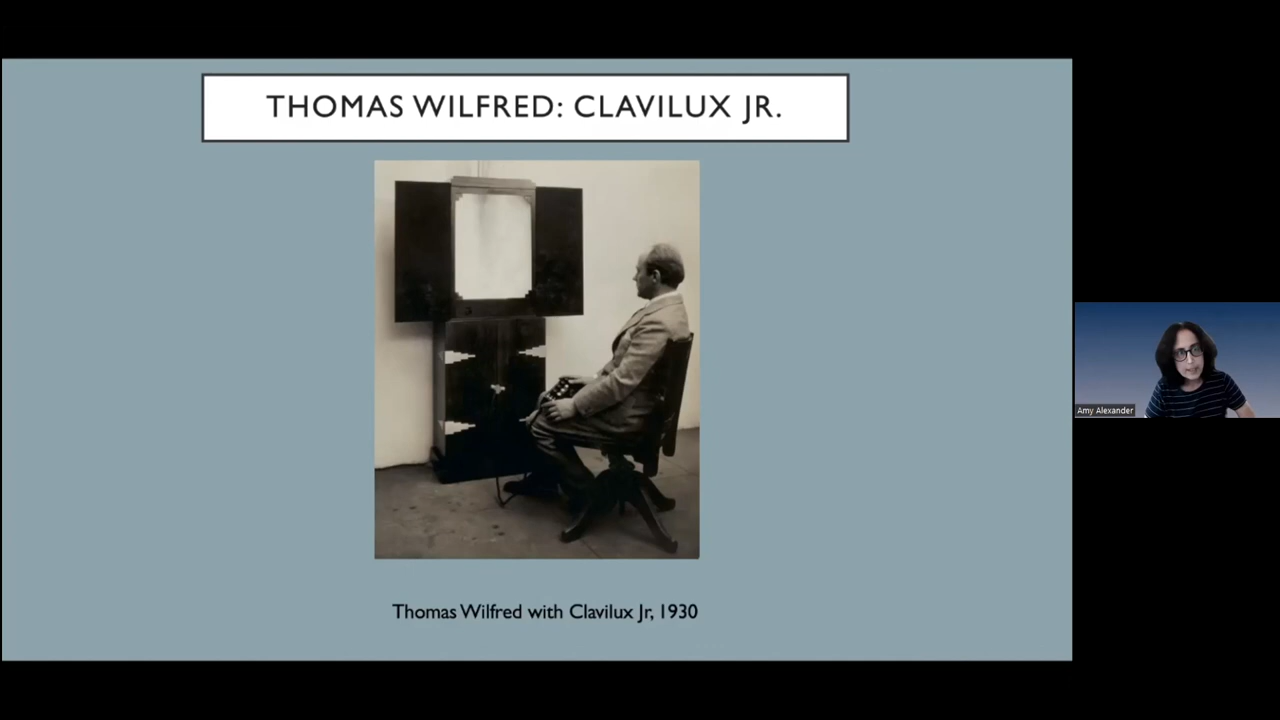 THOMAS WILFRED: CLAVILUX JR.
Thomas Wilfred with Clavilux Jr, 1930
Amy Alexander